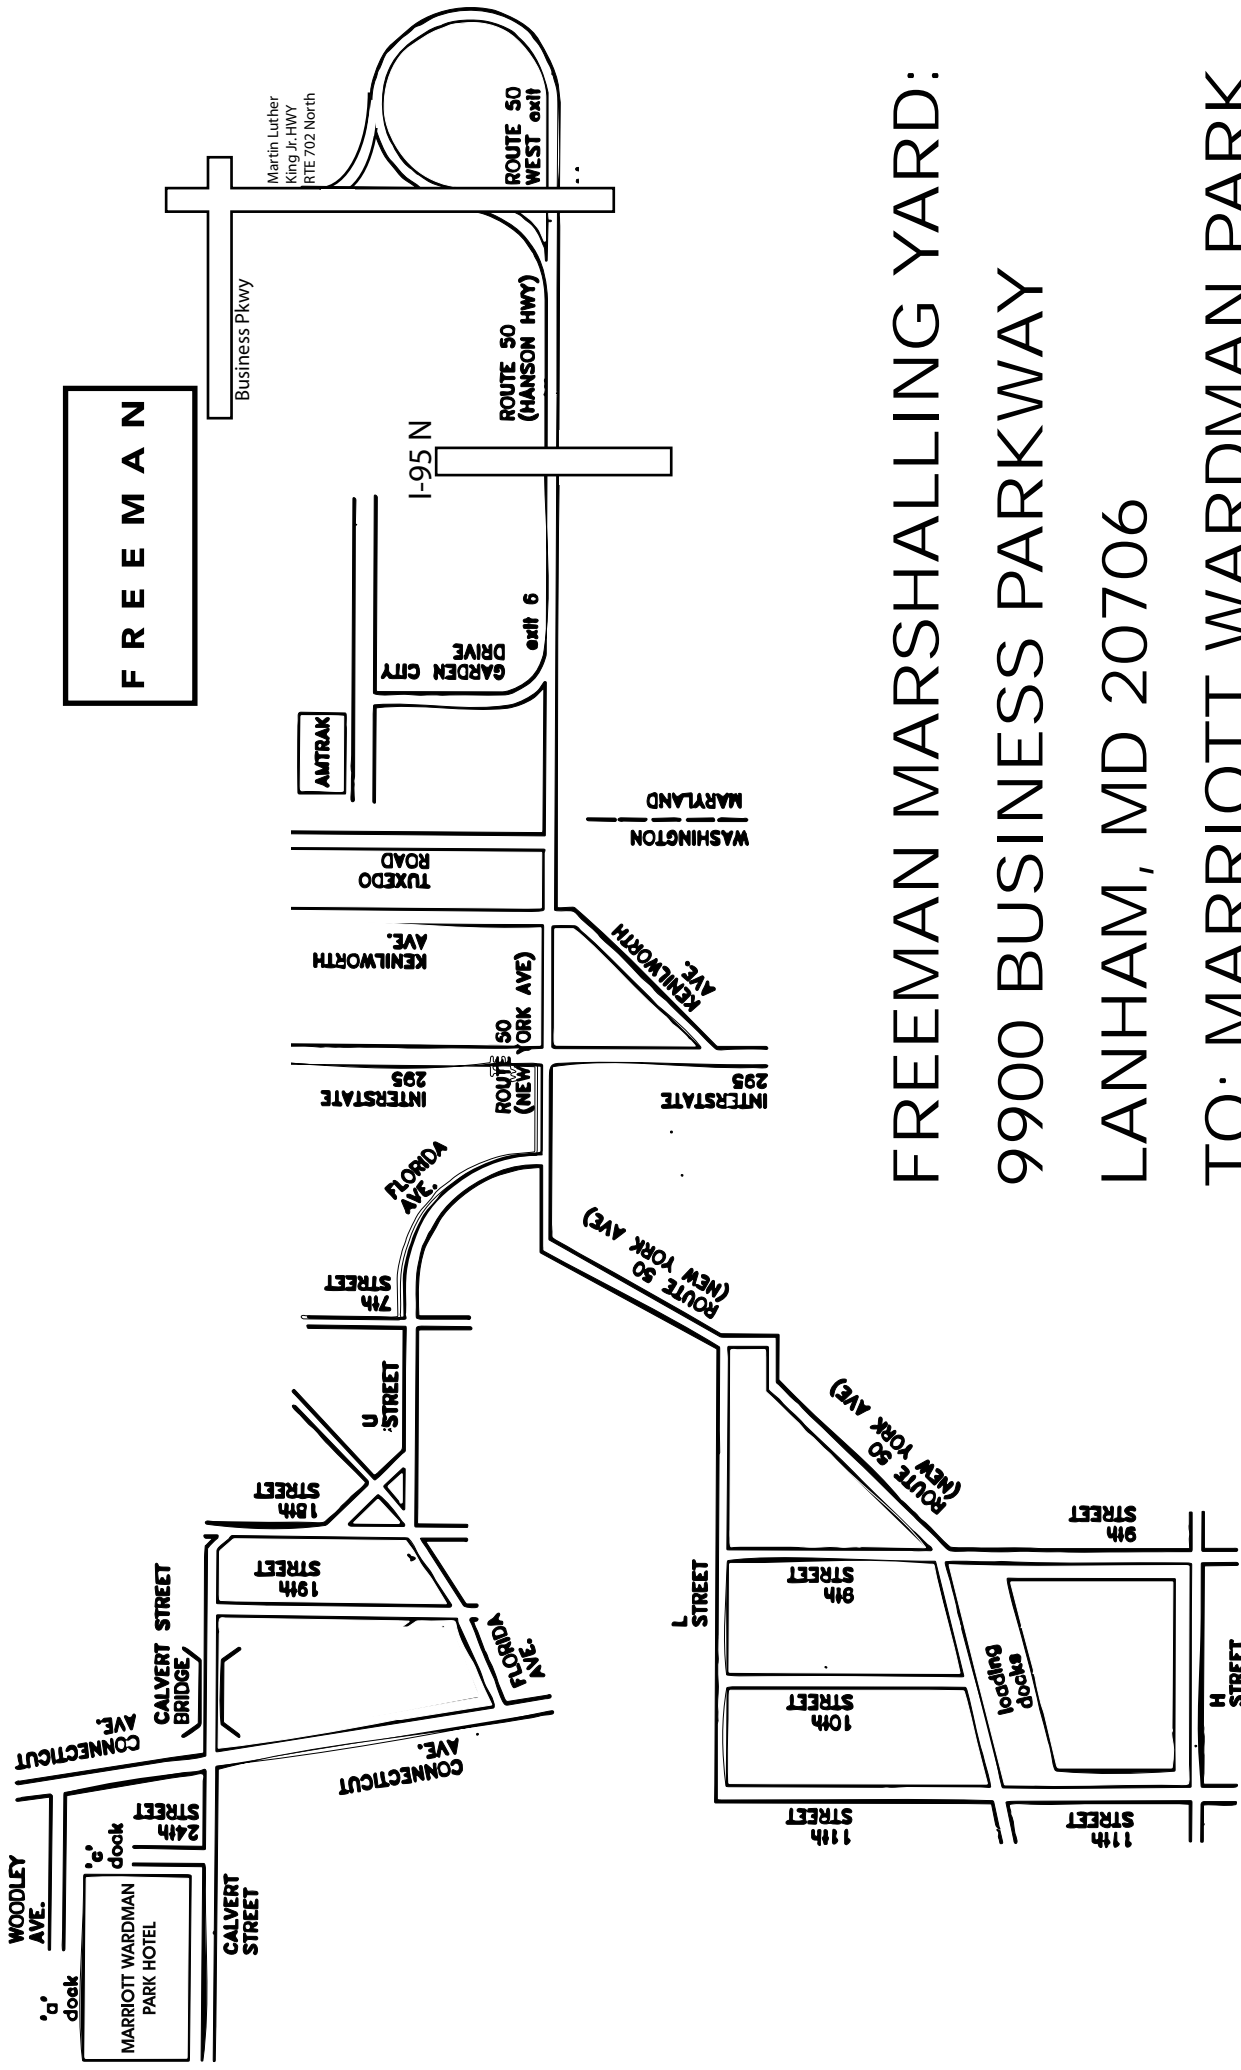 FREEMAN
Business Pkwy
Martin Luther
King Jr.HWY
RTE 702 North
ROUTE 50
WEST exit
ROUTE 50
(HANSON HWY)
I-95 N
exit 6
GARDEN CITY
DRIVE
AMTRAK
MARYLAND
WASHINGTON
TUXEDO
ROAD
KENILWORTH
AVE.
KENILWORTH
AVE.
ROUTE 50
(NEW YORK AVE)
INTERSTATE
295
INTERSTATE
295
FLORIDA
AVE.
7th
STREET
U
STREET
ROUTE 50
(NEW YORK AVE)
ROUTE 50
(NEW YORK AVE)
18th
STREET
19th
STREET
CALVERT STREET
BRIDGE
FLORIDA
AVE.
CONNECTICUT
AVE.
CONNECTICUT
AVE.
24th
STREET
WOODLEY
AVE.
'c'
dock
'a'
dock
MARRIOTT WARDMAN
PARK HOTEL
CALVERT
STREET
L
STREET
9th
STREET
9th
STREET
10th
STREET
11th
STREET
11th
STREET
loading
docks
H
STREET
FREEMAN MARSHALLING YARD:
9900 BUSINESS PARKWAY
LANHAM, MD 20706
TO: MARRIOTT WARDMAN PARK